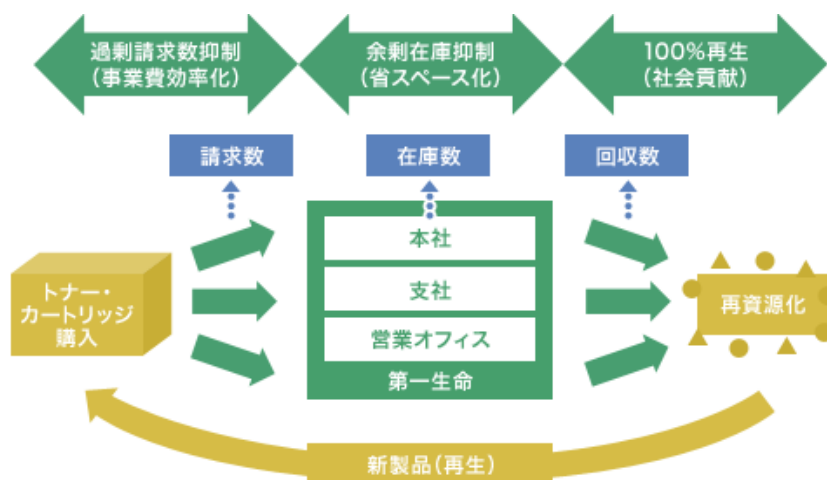 過剰請求数抑制
（事業費効率化）
余剰在庫抑制
（省スペース化）
100%再生
（社会貢献）
請求数
在庫数
回収数
トナー・
カートリッジ
購入
本社
支社
営業オフィス
第一生命
再資源化
新製品（再生）